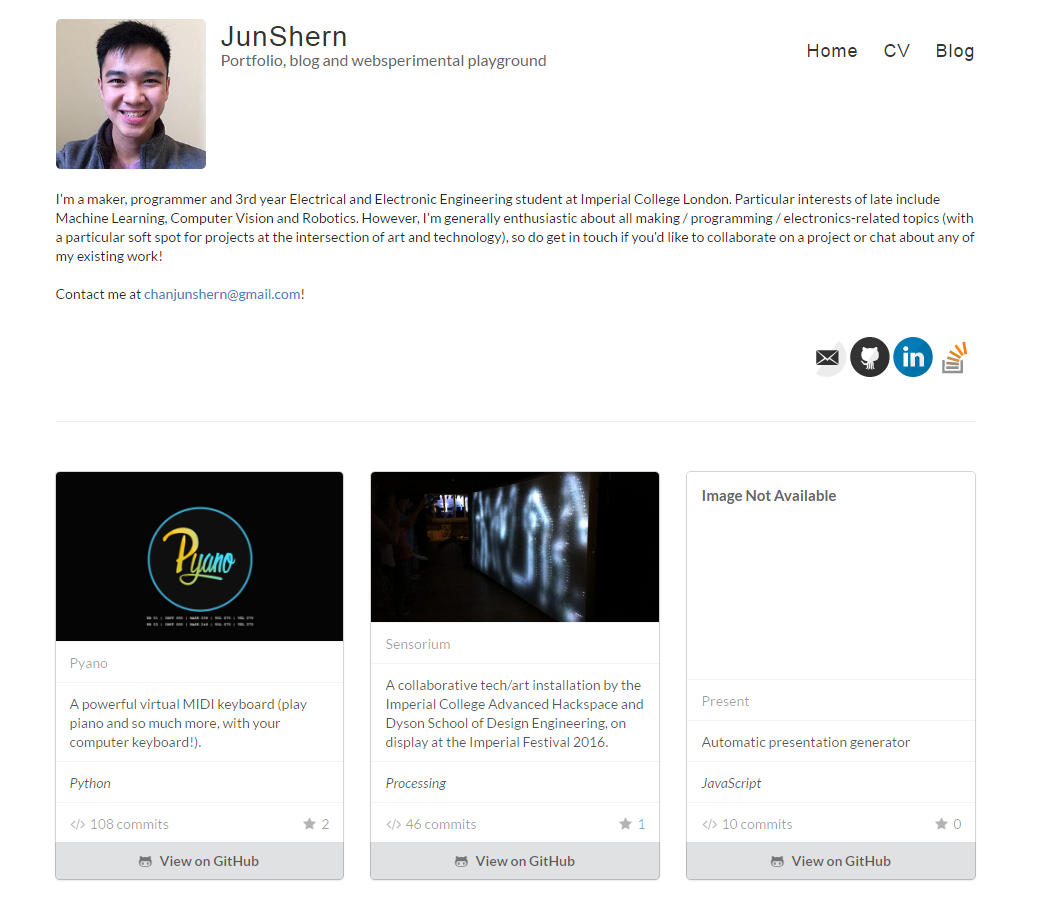 JunShern
Portfolio, blog and websperimental playground
Home CV Blog
I'm a maker, programmer and 3rd year Electrical and Electronic Engineering student at Imperial College London. Particular interests of late include
Machine Learning, Computer Vision and Robotics. However, I'm generally enthusiastic about all making / programming / electronics-related topics (with
a particular soft spot for projects at the intersection of art and technology), so do get in touch if you'd like to collaborate on a project or chat about any of
my existing work!
Contact me at chanjunshern@gmail.com!
in
Pyano
Pyano
A powerful virtual MIDI keyboard (play
piano and so much more, with your
computer keyboard!).
Python
108 commits 2
View on GitHub
Sensorium
A collaborative tech/art installation by the
Imperial College Advanced Hackspace and
Dyson School of Design Engineering, on
display at the Imperial Festival 2016.
Processing
46 commits 1
View on GitHub
Image Not Available
Present
Automatic presentation generator
JavaScript
10 commits 0
View on GitHub